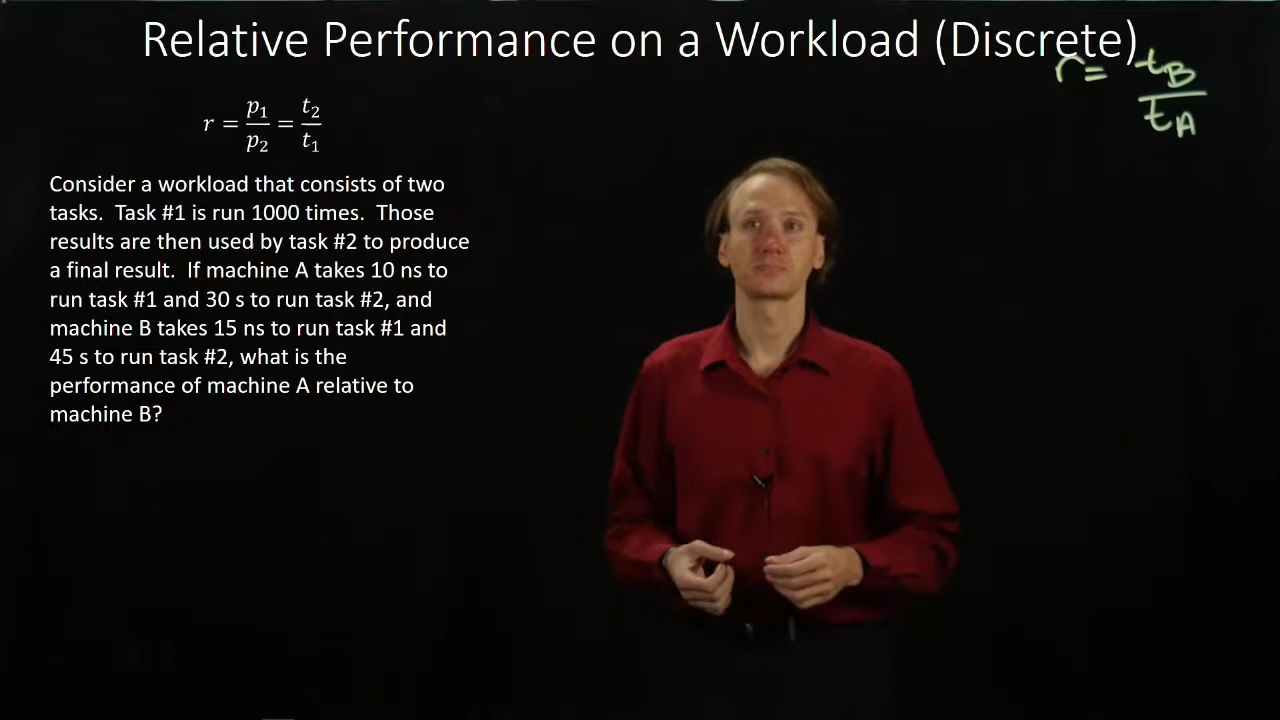 Relative Performance on a Workload (Discrete)
r = t_B / t_A
r = p₁/p₂ = t₂/t₁
Consider a workload that consists of two
tasks. Task #1 is run 1000 times. Those
results are then used by task #2 to produce
a final result. If machine A takes 10 ns to
run task #1 and 30 s to run task #2, and
machine B takes 15 ns to run task #1 and
45 s to run task #2, what is the
performance of machine A relative to
machine B?